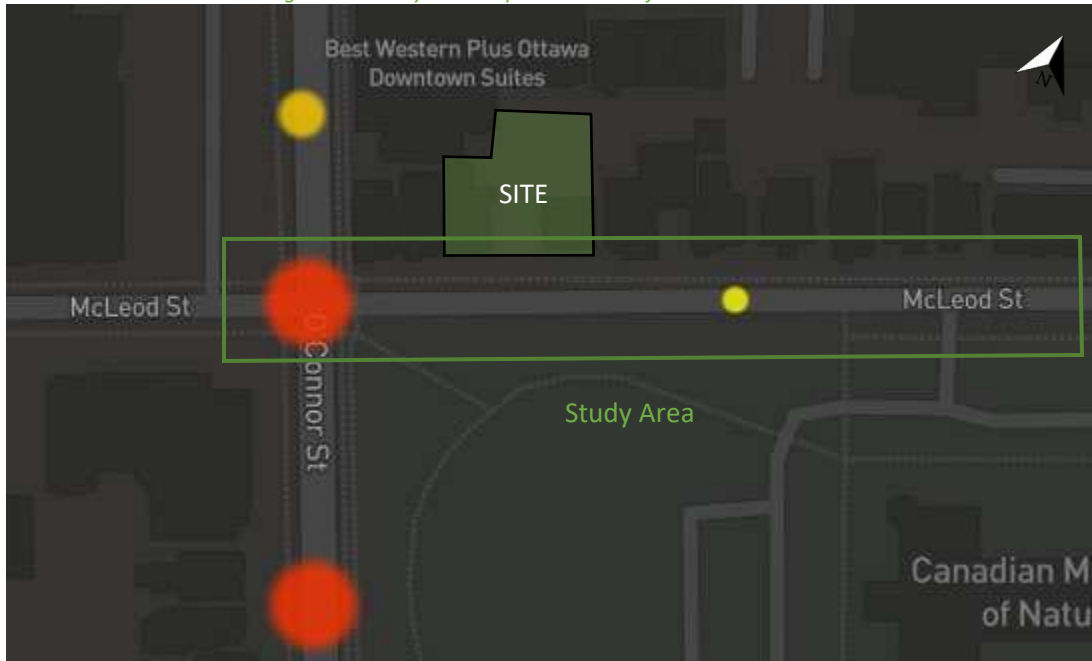 Best Western Plus Ottawa
Downtown Suites
N
SITE
McLeod St
McLeod St
O'Connor St
Study Area
Canadian M
of Natu